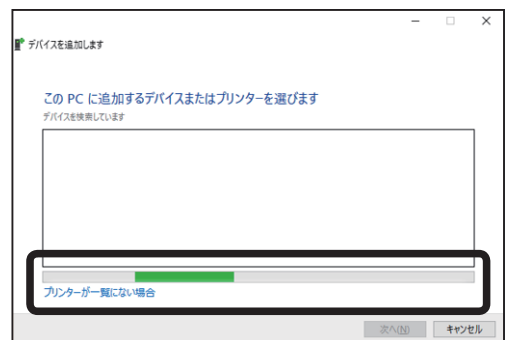 デバイスを追加します
この PC に追加するデバイスまたはプリンターを選びます
デバイスを検索しています
プリンターが一覧にない場合
次へ(N) キャンセル